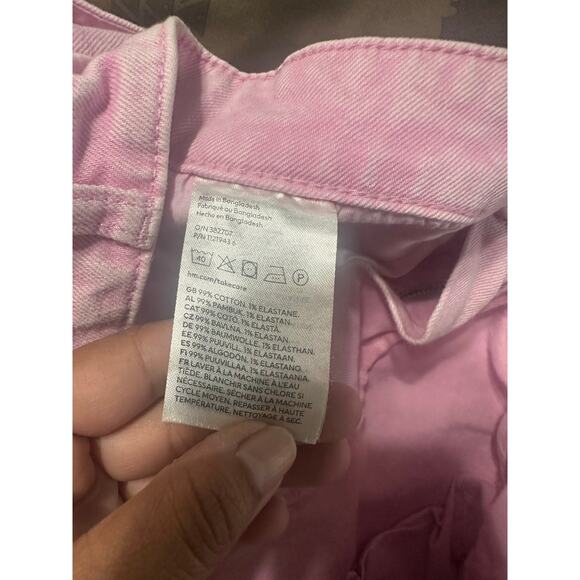 Made in Bangladesh
Fabriqué au Bangladesh
Hecho en Bangladesh
O/N 382707
P/N 1121943 6
40 P
hm.com/takecare
GB 99% COTTON, 1% ELASTANE.
AL 99% PAMBUK, 1% ELASTAN.
CAT 99% COTÓ, 1% ELASTÀ.
CZ 99% BAVLNA, 1% ELASTAN.
DE 99% BAUMWOLLE, 1% ELASTHAN.
EE 99% PUUVILL, 1% ELASTAAN.
ES 99% ALGODÓN, 1% ELASTANO.
FI 99% PUUVILLAA, 1% ELASTAANIA.
FR LAVER À LA MACHINE À L'EAU
TIÈDE. BLANCHIR SANS CHLORE SI
NÉCESSAIRE. SÉCHER À LA MACHINE
CYCLE MOYEN. REPASSER À HAUTE
TEMPÉRATURE. NETTOYAGE À SEC.